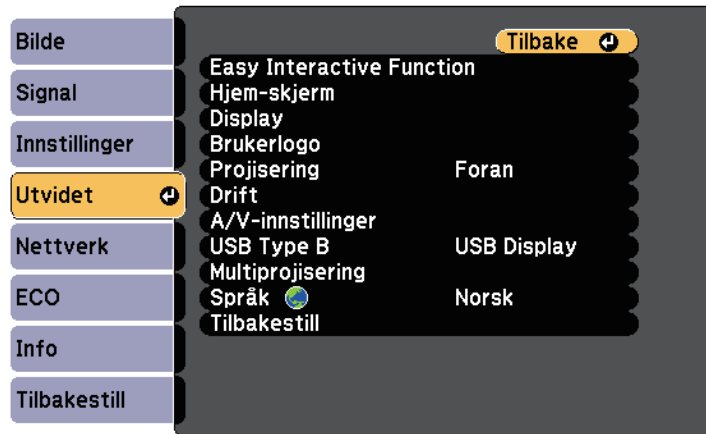 Bilde
Signal
Innstillinger
Utvidet
Nettverk
ECO
Info
Tilbakestill
Tilbake
Easy Interactive Function
Hjem-skjerm
Display
Brukerlogo
Projisering Foran
Drift
A/V-innstillinger
USB Type B USB Display
Multiprojisering
Språk Norsk
Tilbakestill